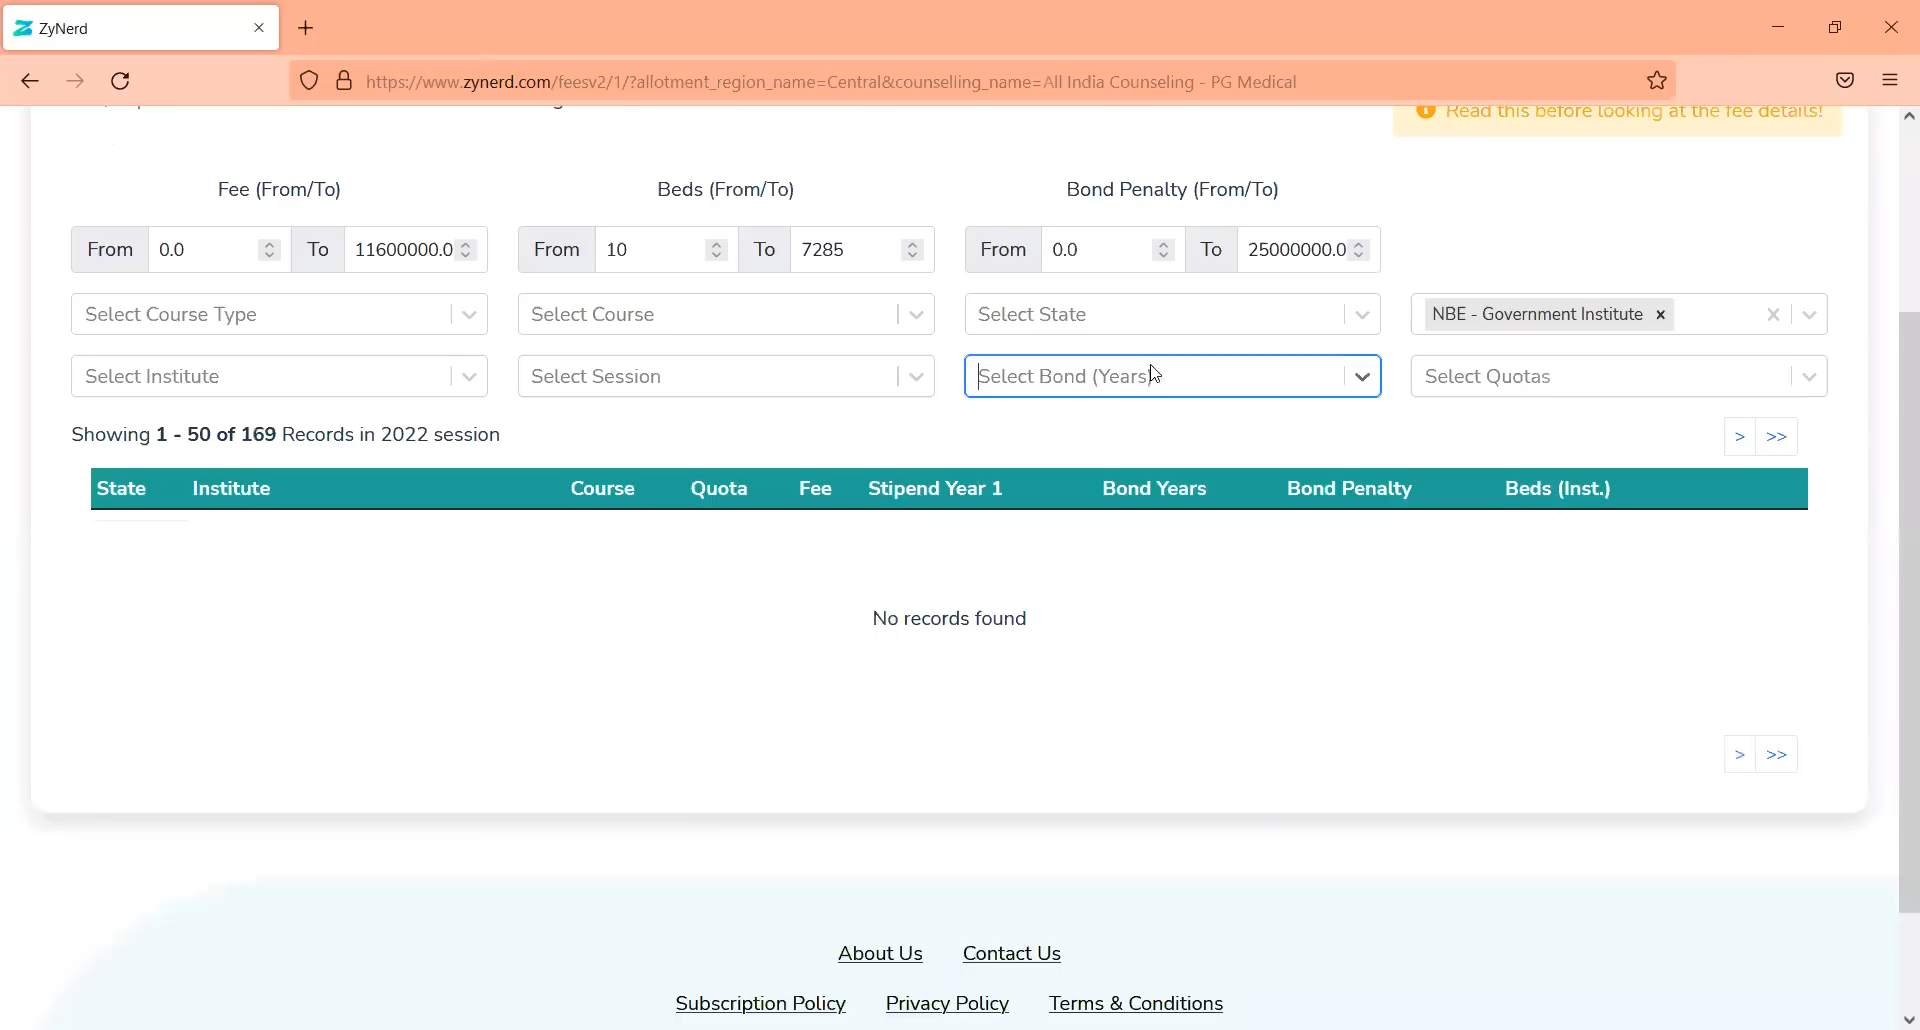 ZyNerd
https://www.zynerd.com/feesv2/1/?allotment_region_name=Central&counselling_name=All India Counseling - PG Medical
Read this before looking at the fee details!
Fee (From/To) Beds (From/To) Bond Penalty (From/To)
From 0.0 To 11600000.0 From 10 To 7285 From 0.0 To 25000000.0
Select Course Type Select Course Select State NBE - Government Institute
Select Institute Select Session Select Bond (Years) Select Quotas
Showing 1 - 50 of 169 Records in 2022 session > >>
State Institute Course Quota Fee Stipend Year 1 Bond Years Bond Penalty Beds (Inst.)
No records found
> >>
About Us Contact Us
Subscription Policy Privacy Policy Terms & Conditions